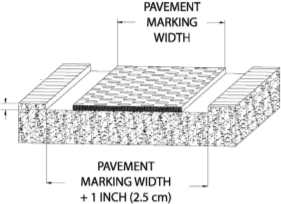 PAVEMENT
MARKING
WIDTH
PAVEMENT
MARKING WIDTH
+ 1 INCH (2.5 cm)